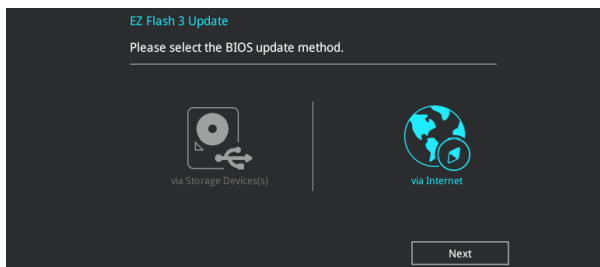 EZ Flash 3 Update
Please select the BIOS update method.
via Storage Devices(s)
via Internet
Next